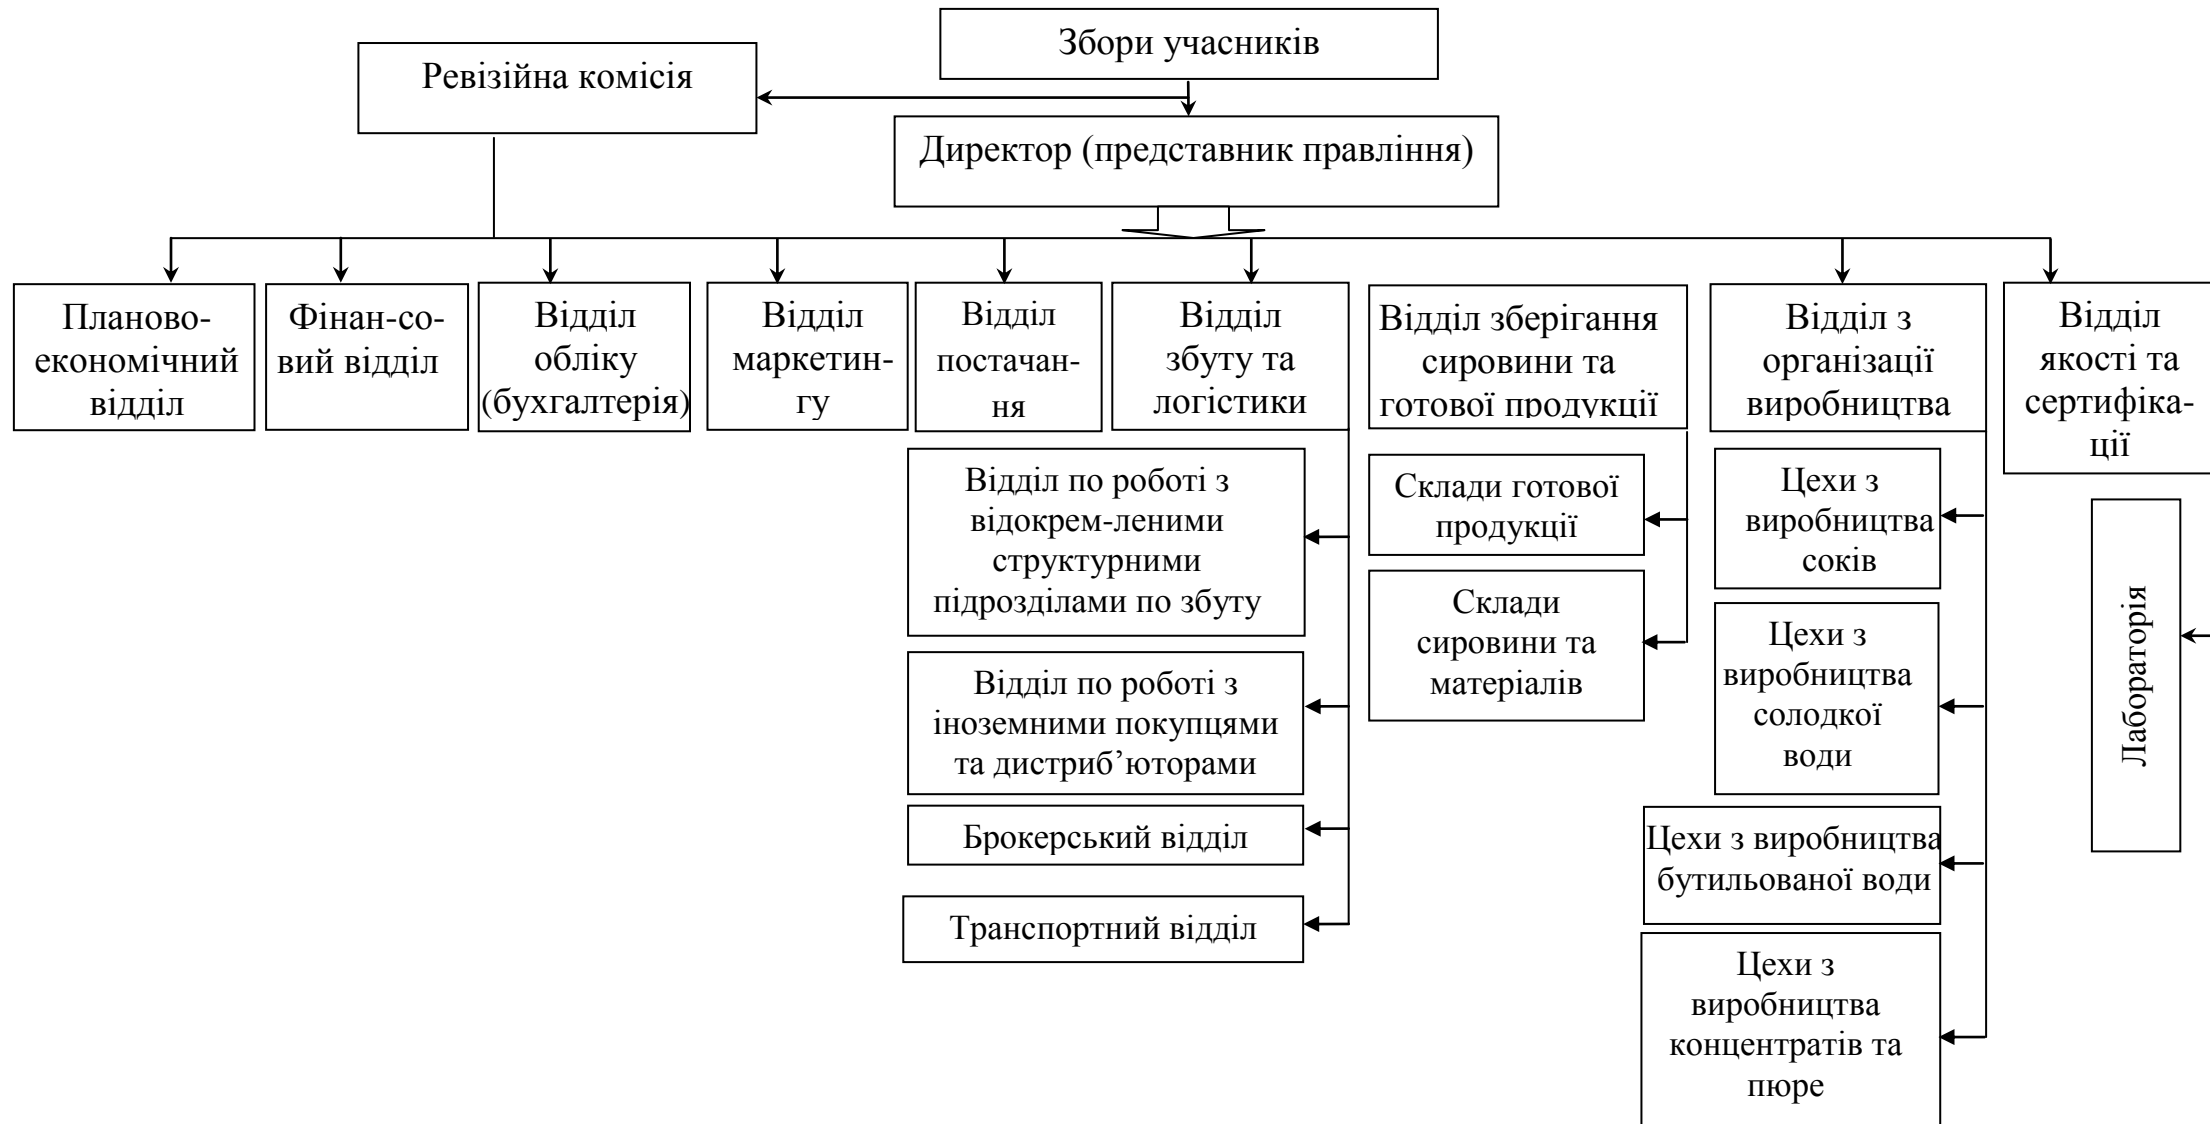 Збори учасників
Ревізійна комісія
Директор (представник правління)
Планово-
економічний
відділ
Фінан-со-
вий відділ
Відділ
обліку
(бухгалтерія)
Відділ
маркетин-
гу
Відділ
постачан-
ня
Відділ
збуту та
логістики
Відділ зберігання
сировини та
готової продукції
Відділ з
організації
виробництва
Відділ
якості та
сертифіка-
ції
Відділ по роботі з
відокрем-леними
структурними
підрозділами по збуту
Відділ по роботі з
іноземними покупцями
та дистриб’юторами
Брокерський відділ
Транспортний відділ
Склади готової
продукції
Склади
сировини та
матеріалів
Цехи з
виробництва
соків
Цехи з
виробництва
солодкої
води
Цехи з виробництва
бутильованої води
Цехи з
виробництва
концентратів та
пюре
Лабораторія